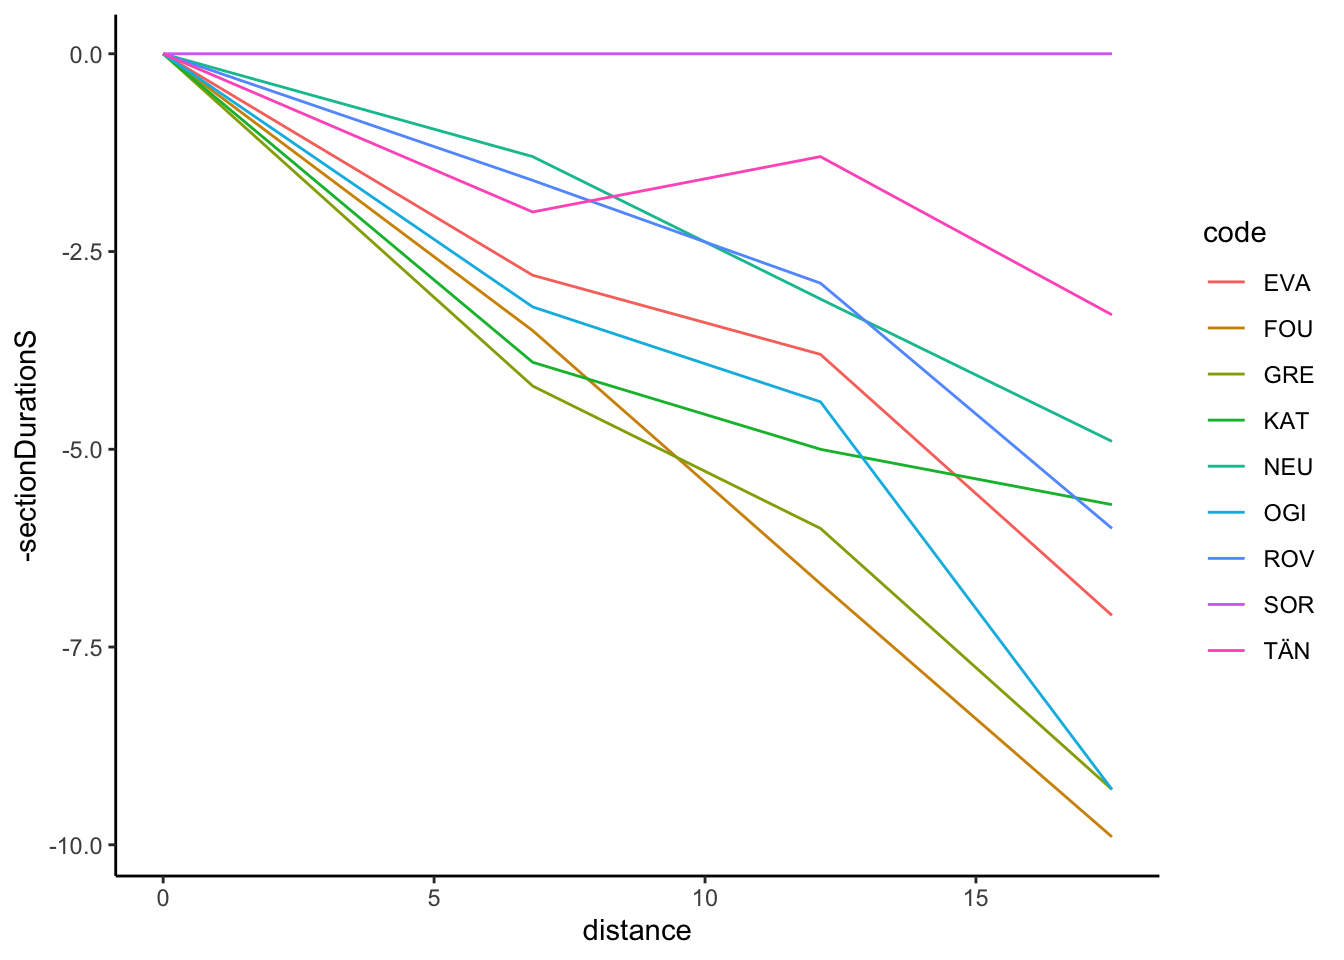 0.0
-2.5
-5.0
-7.5
-10.0
-sectionDurationS
0
5
10
15
distance
code
EVA
FOU
GRE
KAT
NEU
OGI
ROV
SOR
TÄN